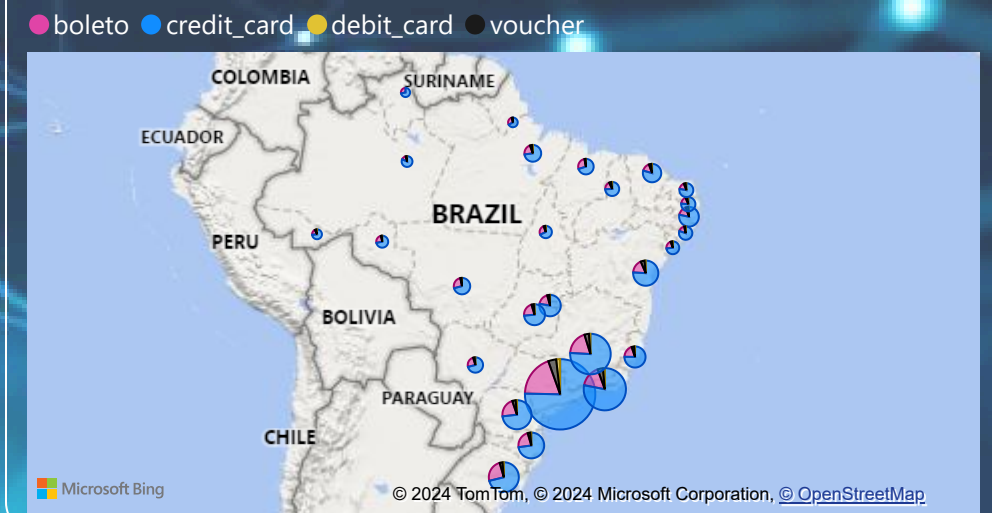 boleto credit_card debit_card voucher
COLOMBIA
SURINAME
ECUADOR
BRAZIL
PERU
BOLIVIA
PARAGUAY
CHILE
Microsoft Bing
© 2024 TomTom, © 2024 Microsoft Corporation, © OpenStreetMap